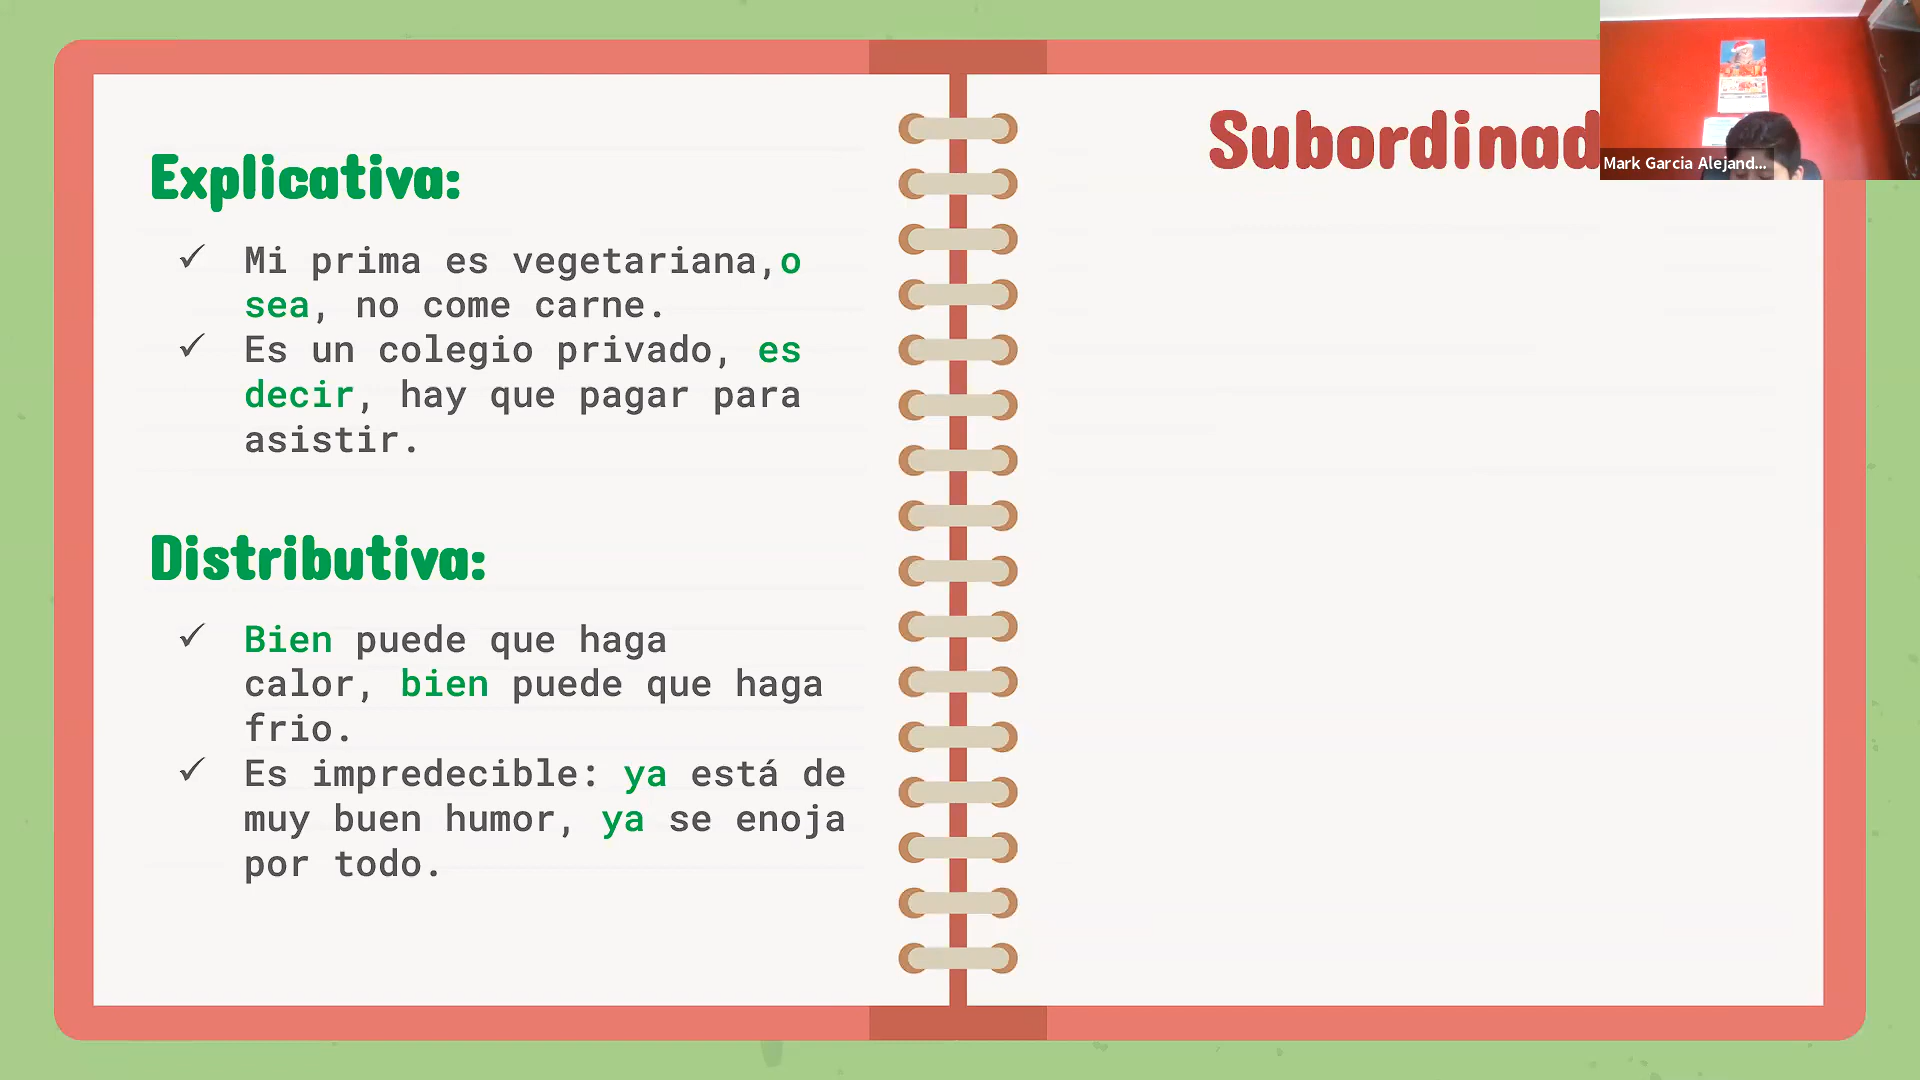 Explicativa:
Mi prima es vegetariana,o
sea, no come carne.
Es un colegio privado, es
decir, hay que pagar para
asistir.
Distributiva:
Bien puede que haga
calor, bien puede que haga
frio.
Es impredecible: ya está de
muy buen humor, ya se enoja
por todo.
Subordinad
Mark Garcia Alejand...